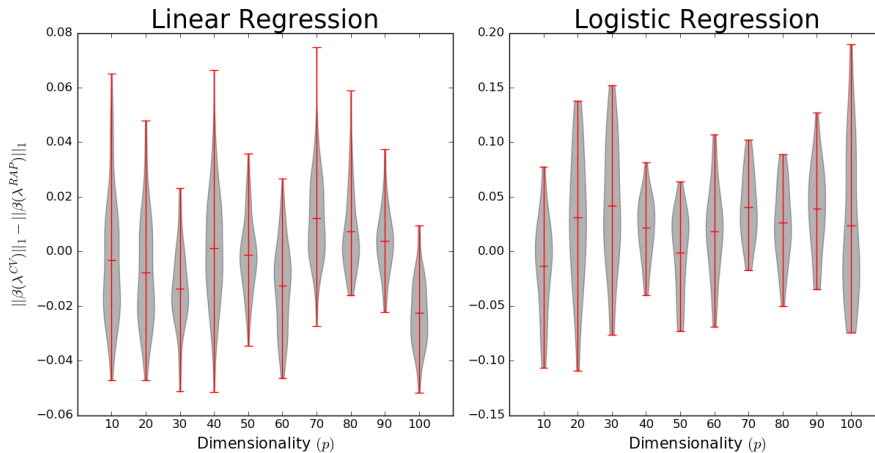 Linear Regression
||β(λ^{CV})||_1 − ||β(λ^{RAP})||_1
0.08
0.06
0.04
0.02
0.00
−0.02
−0.04
−0.06
10 20 30 40 50 60 70 80 90 100
Dimensionality (p)
Logistic Regression
0.20
0.15
0.10
0.05
0.00
−0.05
−0.10
−0.15
10 20 30 40 50 60 70 80 90 100
Dimensionality (p)